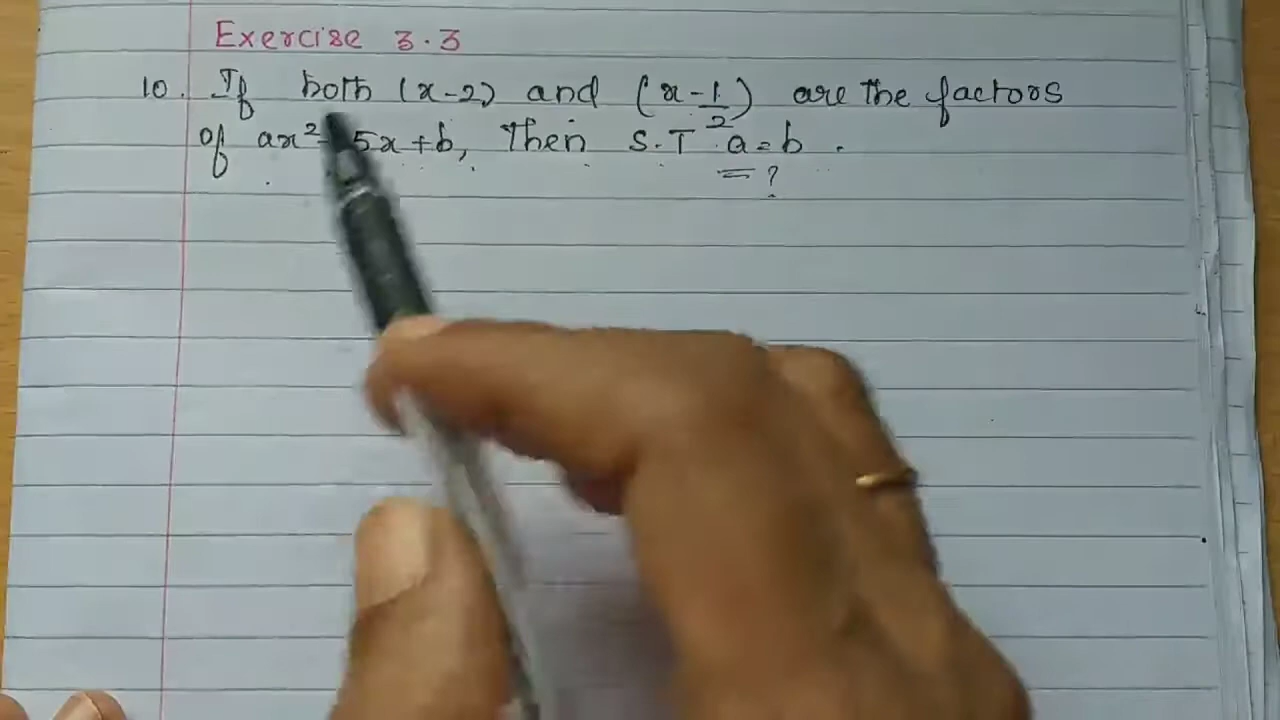 Exercise 3.3
10. If both (x-2) and (x-1/2) are the factors
of ax² 5x+b, Then S.T a=b.
=?